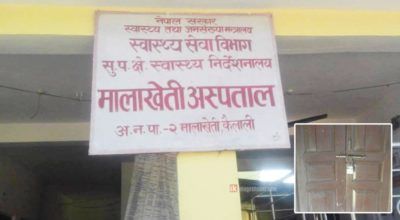 नेपाल सरकार
स्वास्थ्य तथा जनसंख्या मन्त्रालय
स्वास्थ्य सेवा विभाग
सु.प.क्षे. स्वास्थ्य निर्देशनालय
मालाखेती अस्पताल
अ.न.पा.-२ मालाखेती, कैलाली